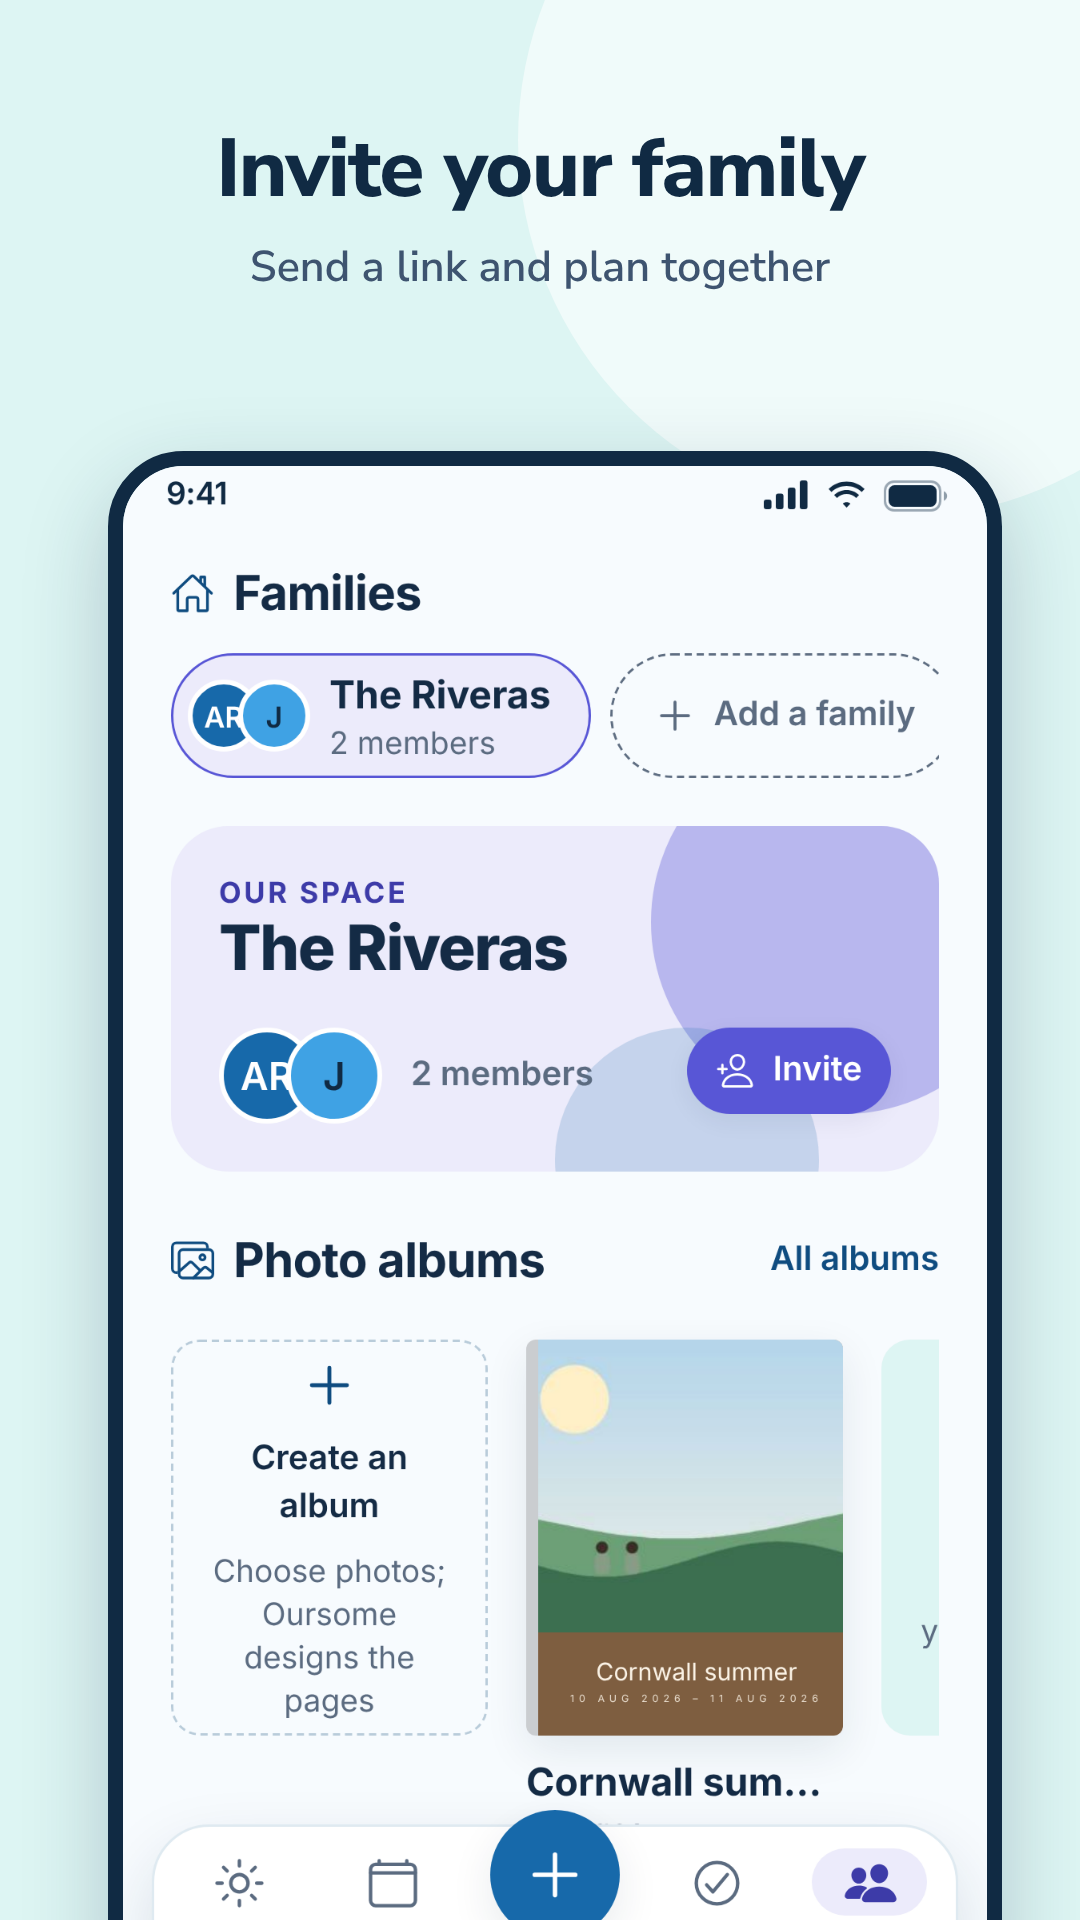 Invite your family
Send a link and plan together
9:41
Families
AR J The Riveras
2 members
Add a family
OUR SPACE
The Riveras
AR J 2 members
Invite
Photo albums
All albums
Create an
album
Choose photos;
Oursome
designs the
pages
Cornwall summer
10 AUG 2026 – 11 AUG 2026
y
Cornwall sum...